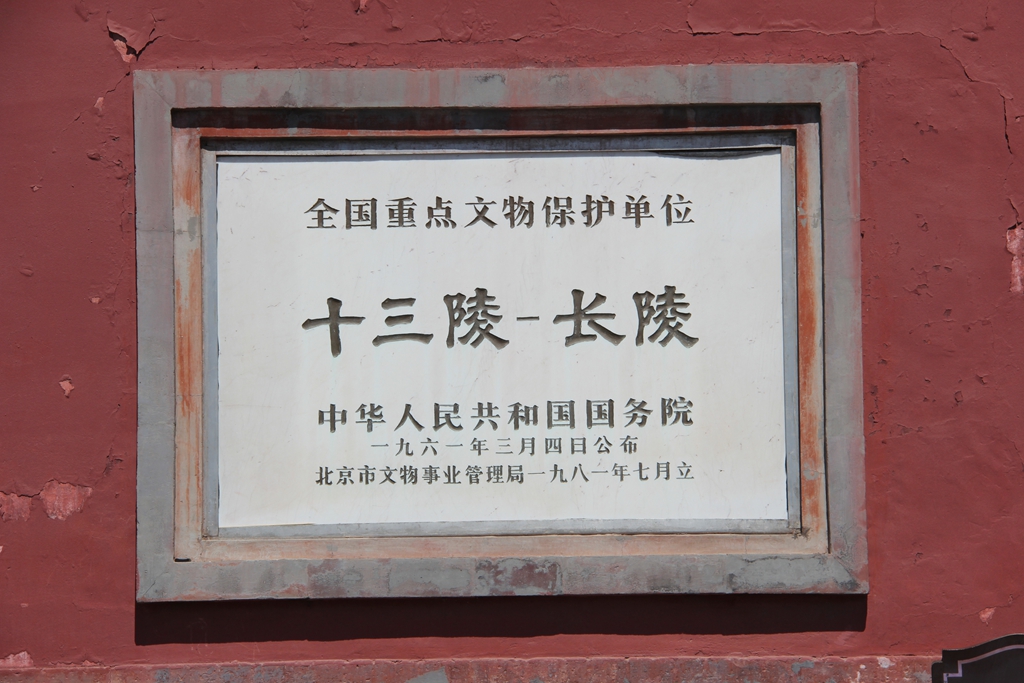 全国重点文物保护单位
十三陵-长陵
中华人民共和国国务院
一九六一年三月四日公布
北京市文物事业管理局一九八一年七月立